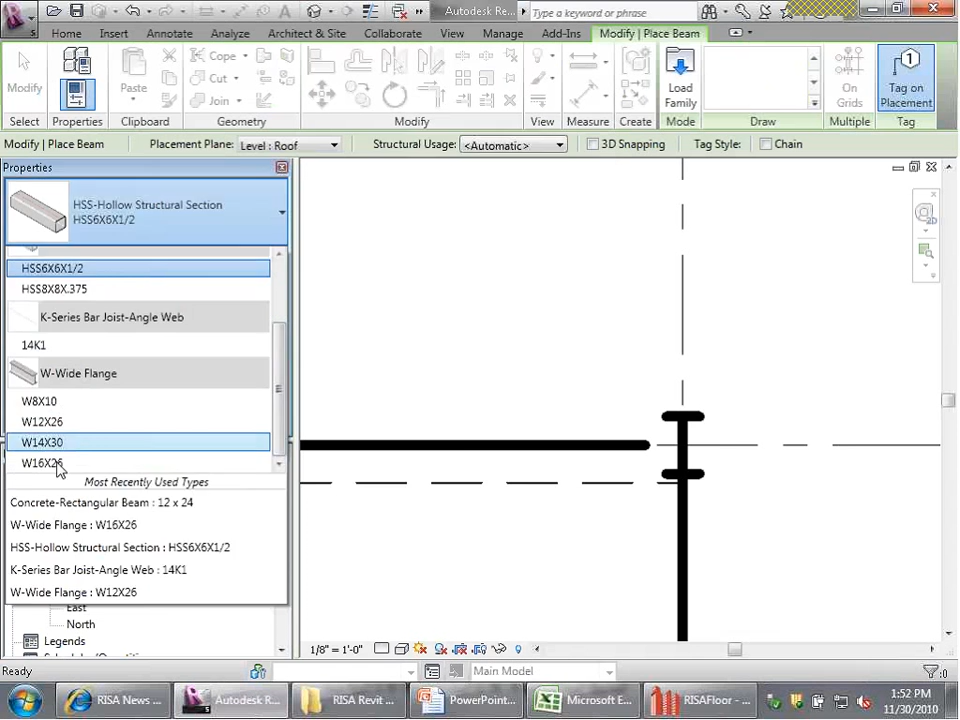 Autodesk Re...
Type a keyword or phrase
Home Insert Annotate Analyze Architect & Site Collaborate View Manage Add-Ins Modify | Place Beam
Modify
Paste
Cope
Cut
Join
Load Family
On Grids
Tag on Placement
Select Properties Clipboard Geometry Modify View Measure Create Mode Draw Multiple Tag
Modify | Place Beam Placement Plane: Level : Roof Structural Usage: <Automatic> 3D Snapping Tag Style: Chain
Properties
HSS-Hollow Structural Section
HSS6X6X1/2
HSS6X6X1/2
HSS8X8X.375
K-Series Bar Joist-Angle Web
14K1
W-Wide Flange
W8X10
W12X26
W14X30
W16X26
Most Recently Used Types
Concrete-Rectangular Beam : 12 x 24
W-Wide Flange : W16X26
HSS-Hollow Structural Section : HSS6X6X1/2
K-Series Bar Joist-Angle Web : 14K1
W-Wide Flange : W12X26
East
North
Legends
2D
1/8" = 1'-0"
Ready
Main Model
:0
RISA News ...
Autodesk R...
RISA Revit ...
PowerPoint...
Microsoft E...
RISAFloor - ...
1:52 PM
11/30/2010